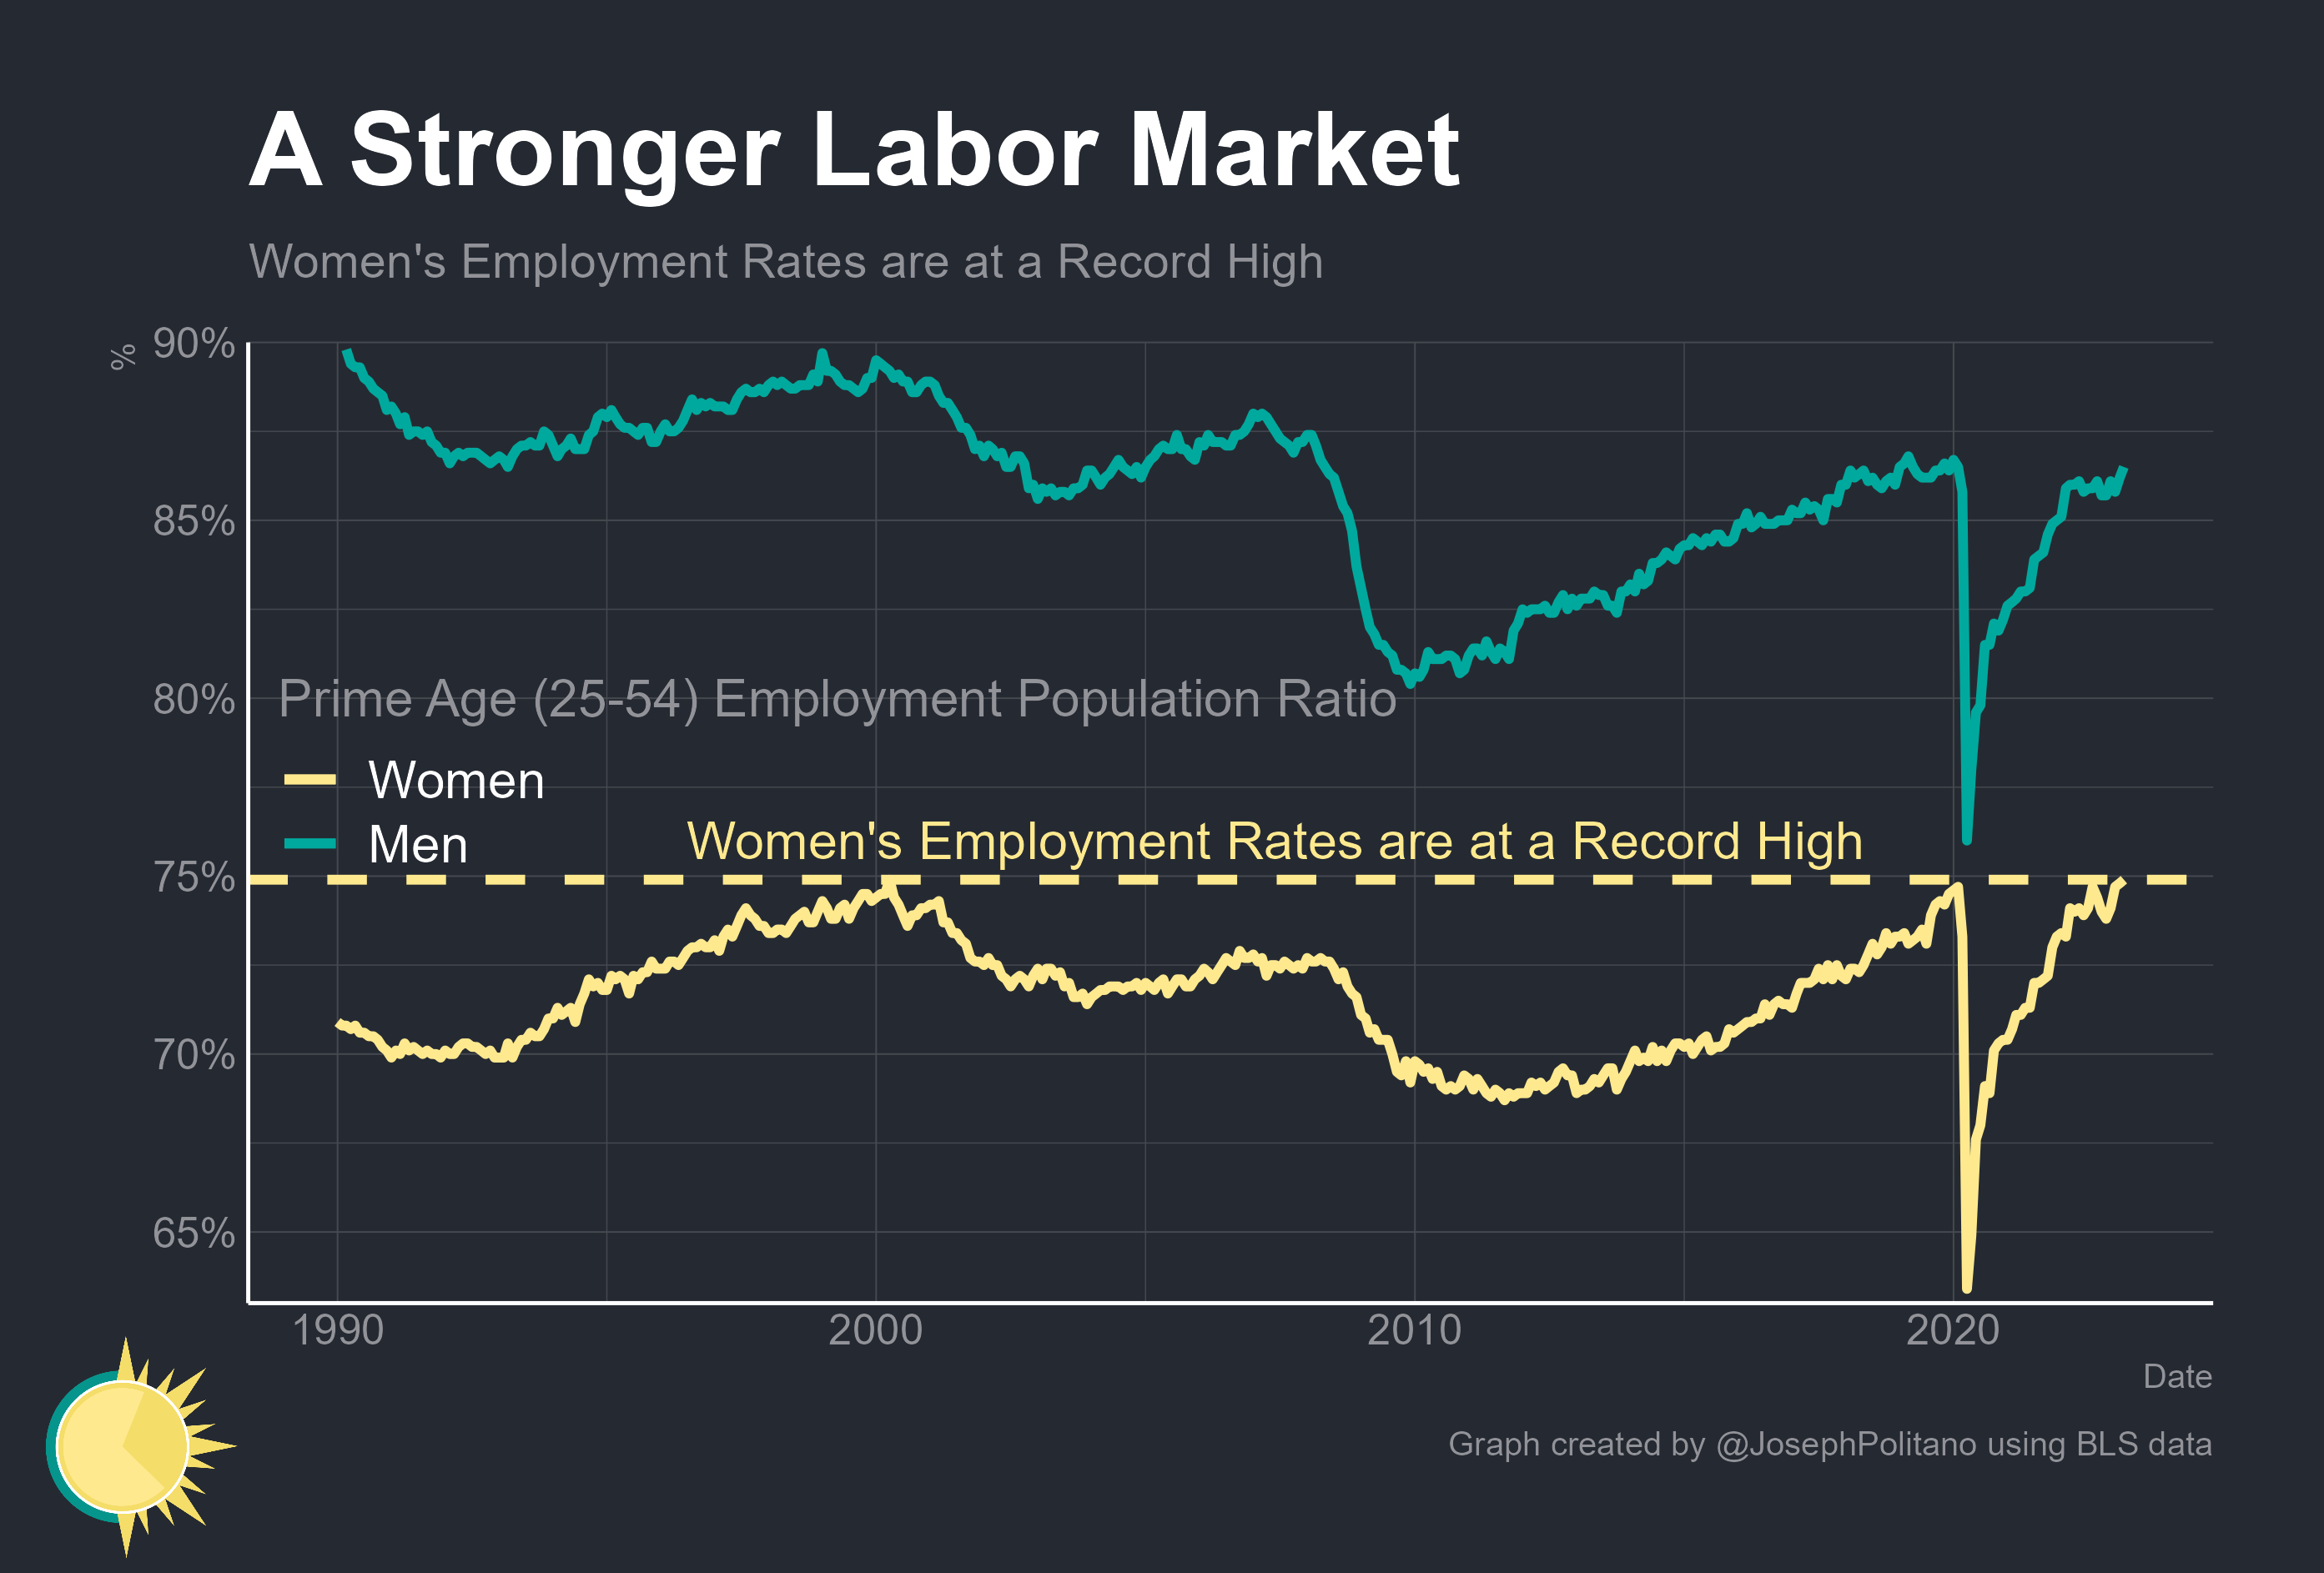 A Stronger Labor Market
Women's Employment Rates are at a Record High
%
90%
85%
80%
75%
70%
65%
Prime Age (25-54) Employment Population Ratio
Women
Men
Women's Employment Rates are at a Record High
1990
2000
2010
2020
Date
Graph created by @JosephPolitano using BLS data